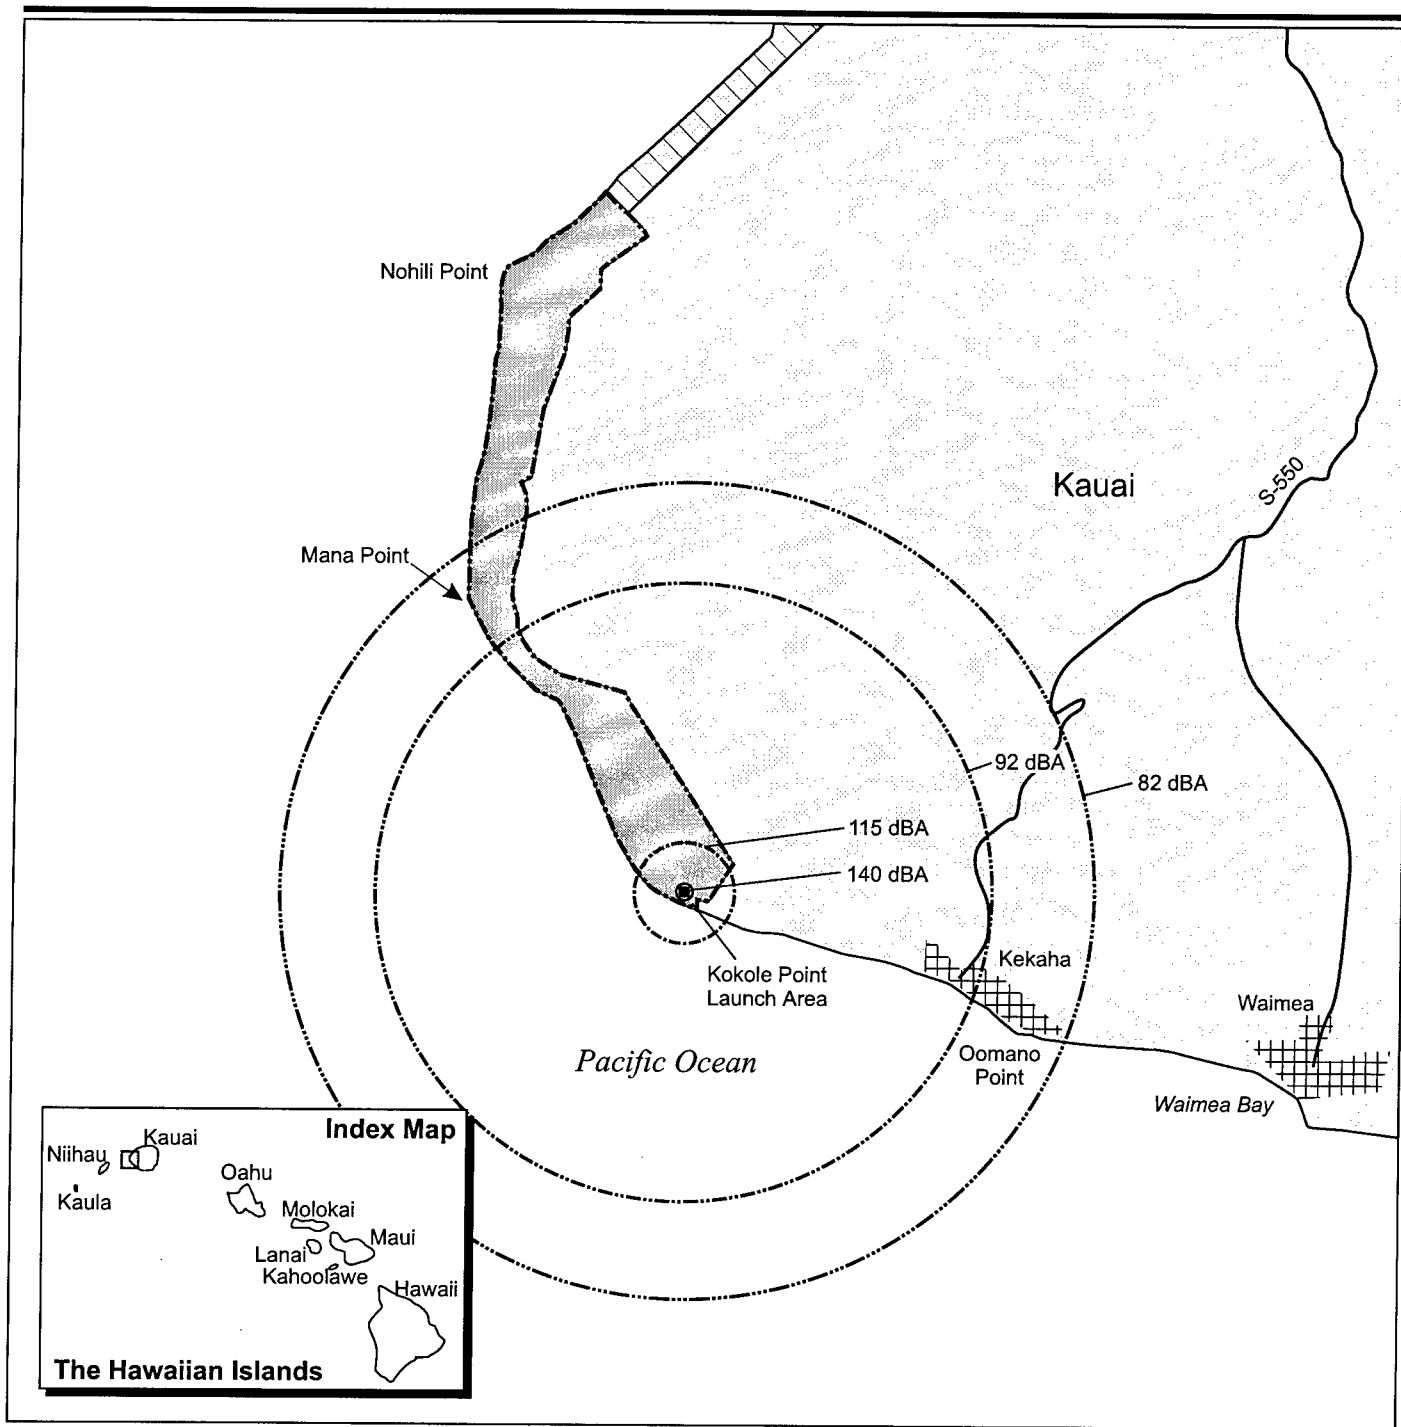 Nohili Point
Kauai
S-550
Mana Point
92 dBA
82 dBA
115 dBA
140 dBA
Kekaha
Kokole Point
Launch Area
Waimea
Pacific Ocean
Oomano
Point
Waimea Bay
Index Map
Kauai
Niihau
Oahu
Kaula
Molokai
Maui
Lanai
Kahoolawe
Hawaii
The Hawaiian Islands